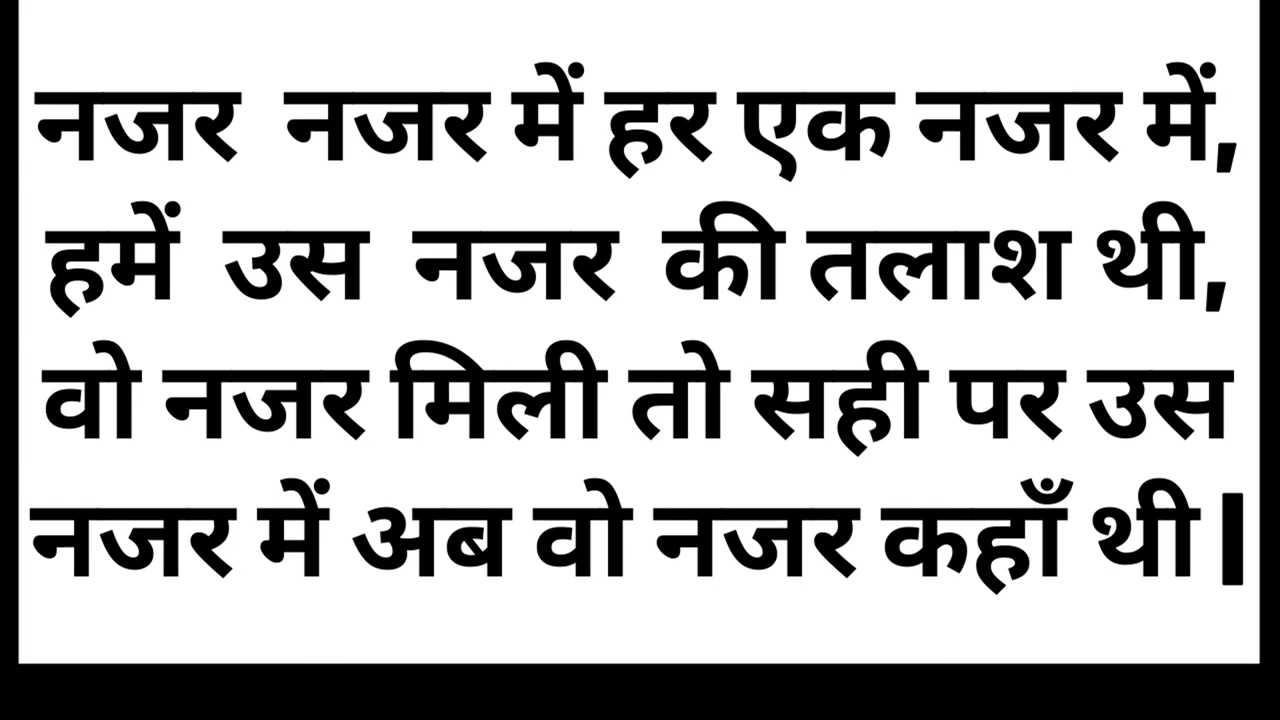 नजर नजर में हर एक नजर में,
हमें उस नजर की तलाश थी,
वो नजर मिली तो सही पर उस
नजर में अब वो नजर कहाँ थी।